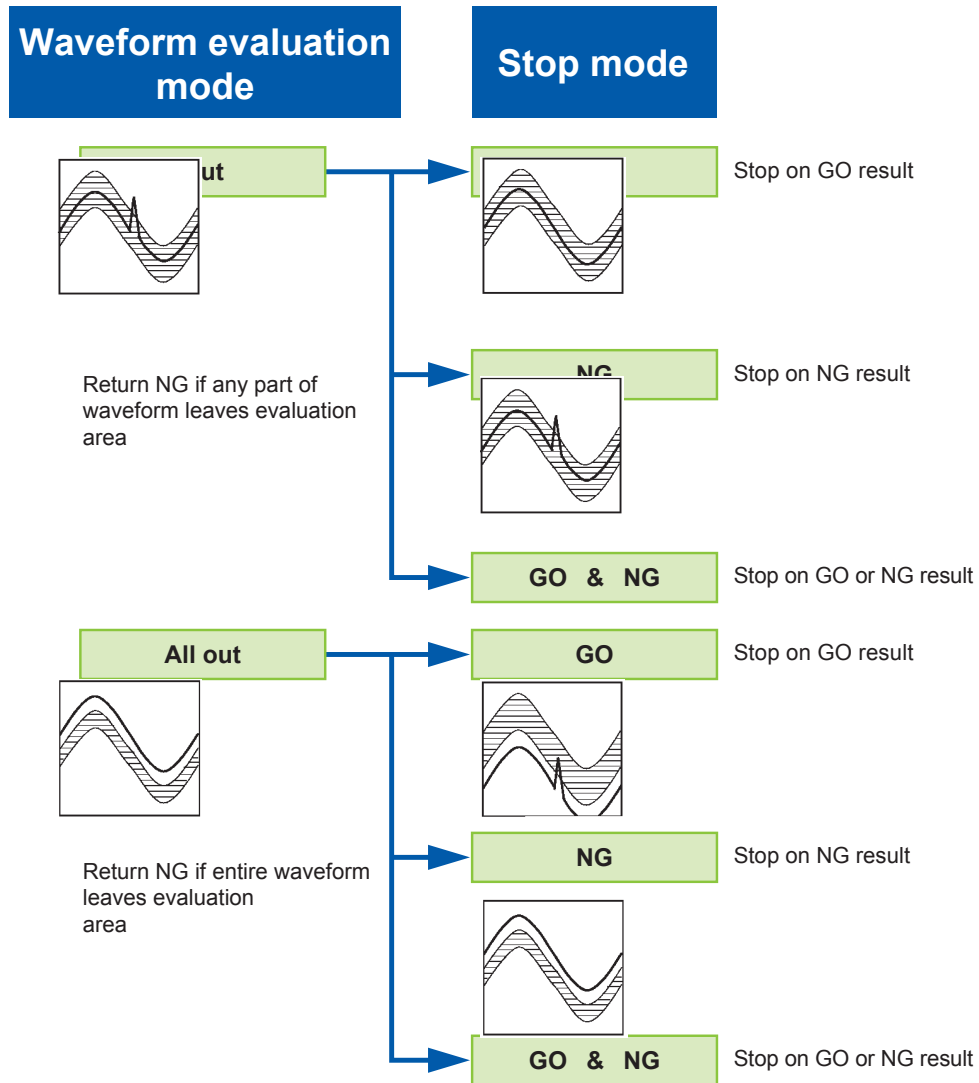 Waveform evaluation
mode
Stop mode
ut
Stop on GO result
Return NG if any part of
waveform leaves evaluation
area
NG
Stop on NG result
GO & NG
Stop on GO or NG result
All out
GO
Stop on GO result
Return NG if entire waveform
leaves evaluation
area
NG
Stop on NG result
GO & NG
Stop on GO or NG result